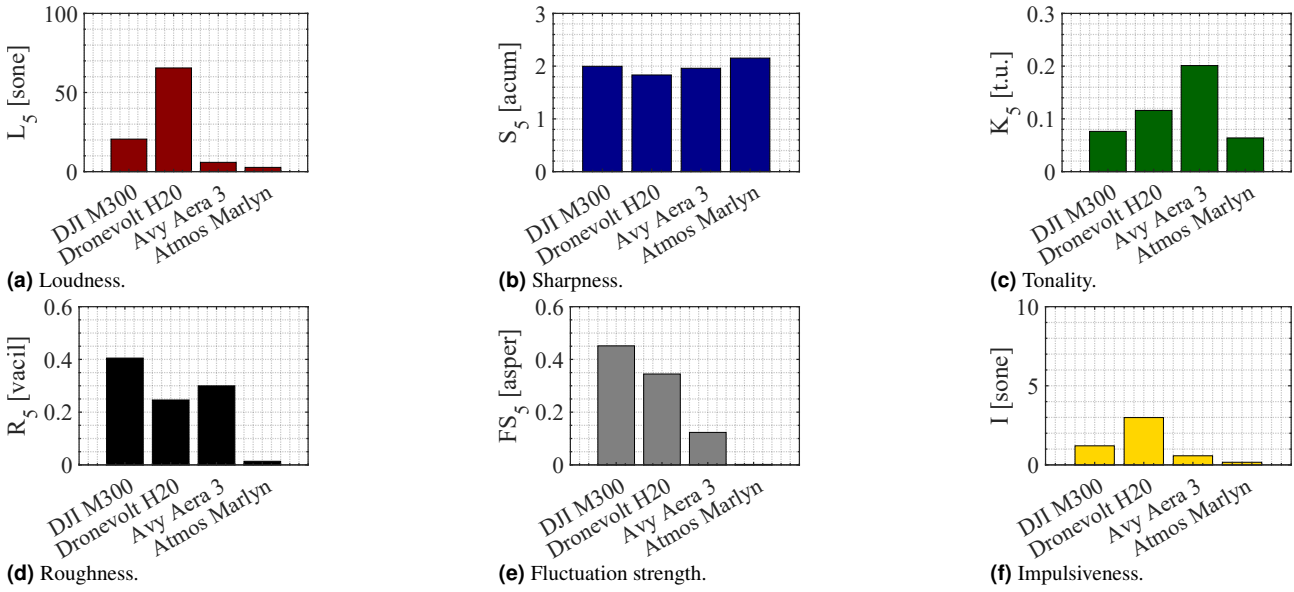 100
50
0
L5 [sone]
DJI M300
Dronevolt H20
Avy Aera 3
Atmos Marlyn
(a) Loudness.
3
2
1
0
S5 [acum]
DJI M300
Dronevolt H20
Avy Aera 3
Atmos Marlyn
(b) Sharpness.
0.3
0.2
0.1
0
K5 [t.u.]
DJI M300
Dronevolt H20
Avy Aera 3
Atmos Marlyn
(c) Tonality.
0.6
0.4
0.2
0
R5 [vacil]
DJI M300
Dronevolt H20
Avy Aera 3
Atmos Marlyn
(d) Roughness.
0.6
0.4
0.2
0
FS5 [asper]
DJI M300
Dronevolt H20
Avy Aera 3
Atmos Marlyn
(e) Fluctuation strength.
10
5
0
I [sone]
DJI M300
Dronevolt H20
Avy Aera 3
Atmos Marlyn
(f) Impulsiveness.